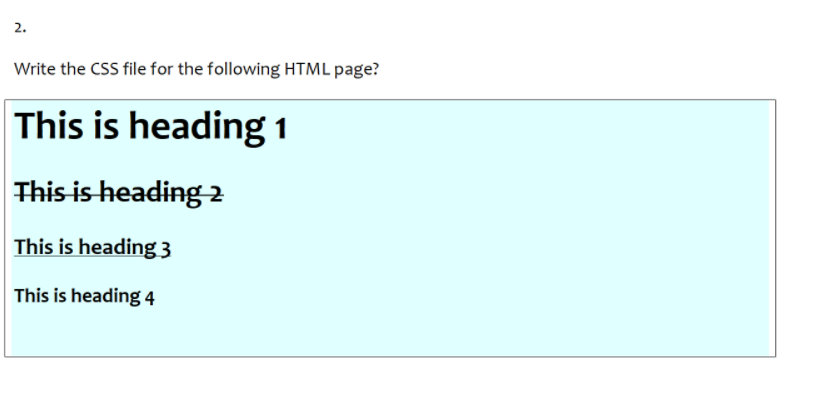 2.
Write the CSS file for the following HTML page?
This is heading 1
This is heading 2
This is heading 3
This is heading 4